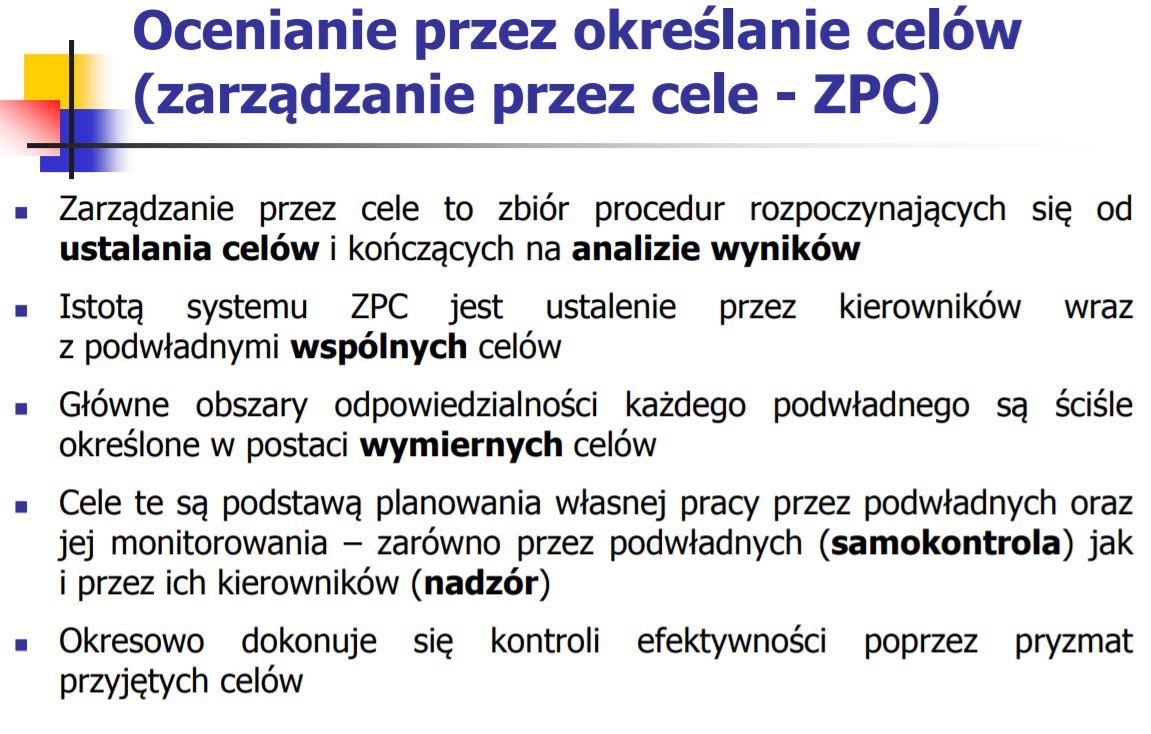 Ocenianie przez określanie celów
(zarządzanie przez cele - ZPC)
Zarządzanie przez cele to zbiór procedur rozpoczynających się od
ustalania celów i kończących na analizie wyników
Istotą systemu ZPC jest ustalenie przez kierowników wraz
z podwładnymi wspólnych celów
Główne obszary odpowiedzialności każdego podwładnego są ściśle
określone w postaci wymiernych celów
Cele te są podstawą planowania własnej pracy przez podwładnych oraz
jej monitorowania – zarówno przez podwładnych (samokontrola) jak
i przez ich kierowników (nadzór)
Okresowo dokonuje się kontroli efektywności poprzez pryzmat
przyjętych celów